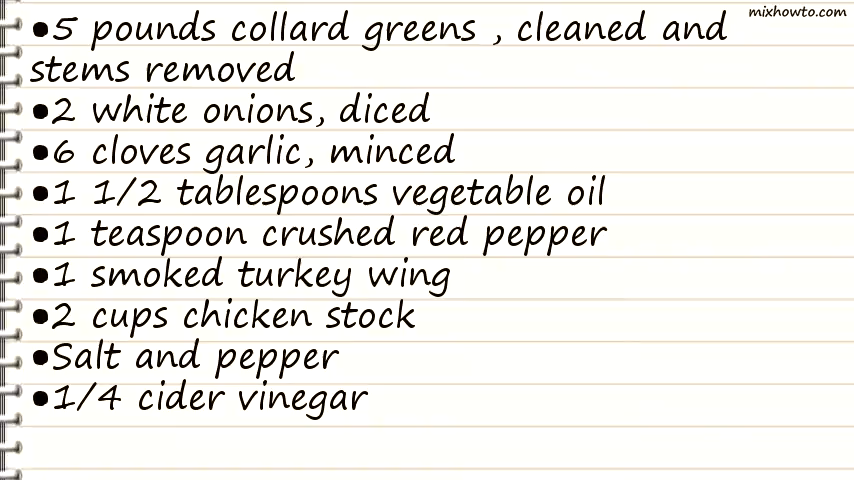 mixhowto.com
•5 pounds collard greens , cleaned and
stems removed
•2 white onions, diced
•6 cloves garlic, minced
•1 1/2 tablespoons vegetable oil
•1 teaspoon crushed red pepper
•1 smoked turkey wing
•2 cups chicken stock
•Salt and pepper
•1/4 cider vinegar